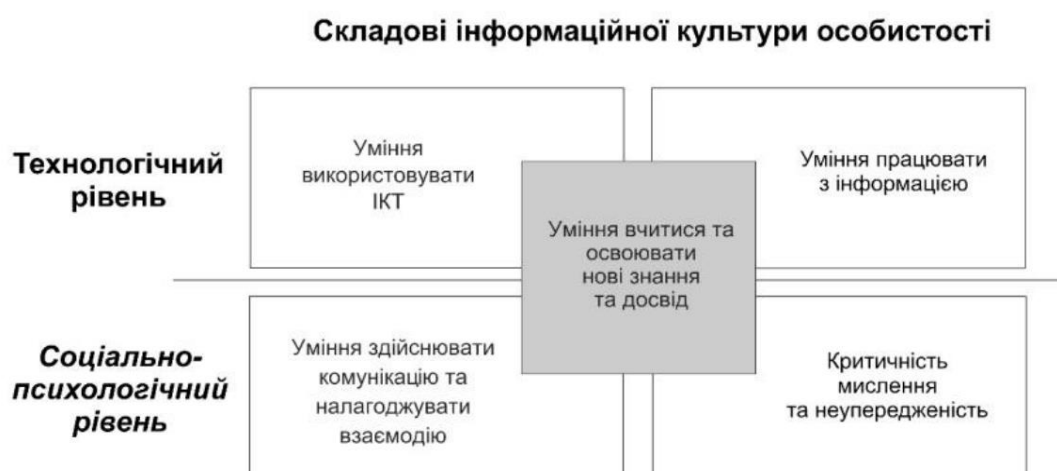 Складові інформаційної культури особистості
Технологічний
рівень
Уміння
використовувати
ІКТ
Уміння працювати
з інформацією
Уміння вчитися та
освоювати
нові знання
та досвід
Соціально-
психологічний
рівень
Уміння здійснювати
комунікацію та
налагоджувати
взаємодію
Критичність
мислення
та неупередженість